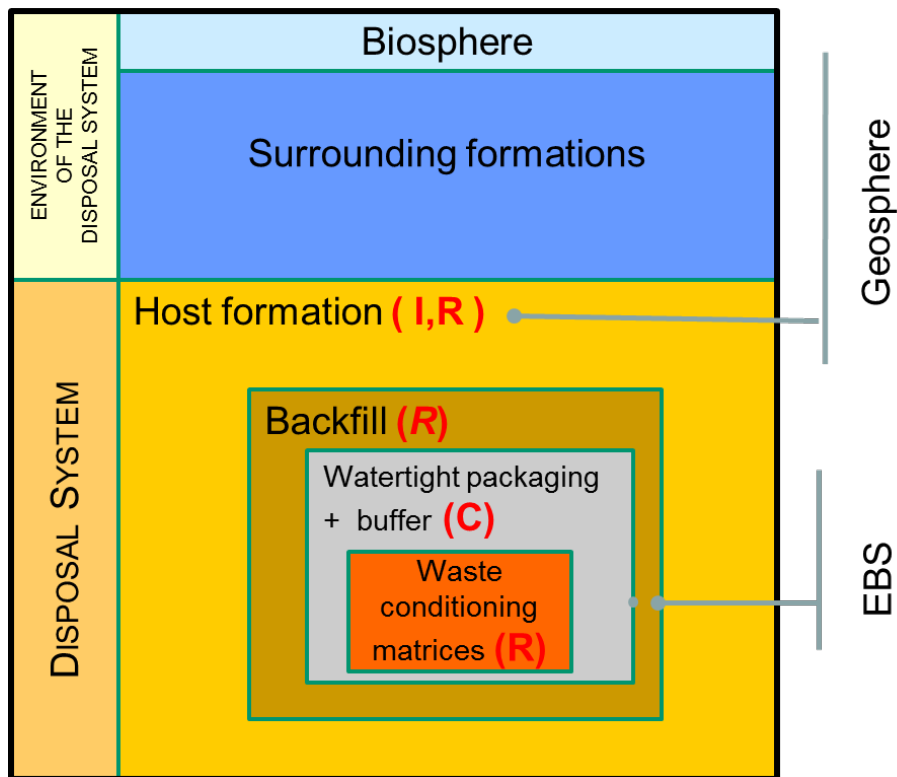 ENVIRONMENT
OF THE
DISPOSAL SYSTEM
Biosphere
Surrounding formations
Geosphere
DISPOSAL SYSTEM
Host formation ( I,R )
Backfill (R)
Watertight packaging
+ buffer (C)
Waste
conditioning
matrices (R)
EBS